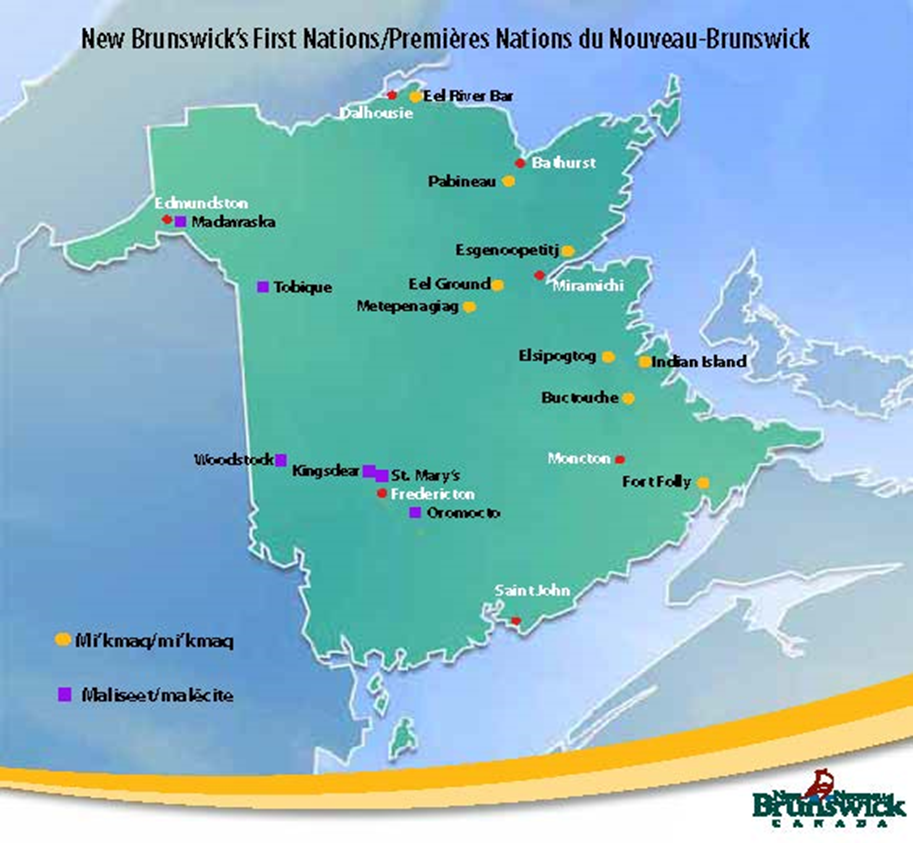 New Brunswick's First Nations/Premières Nations du Nouveau-Brunswick
Eel River Bar
Dalhousie
Bathurst
Pabineau
Edmundston
Madawaska
Esgenoopetitj
Eel Ground
Miramichi
Tobique
Metepenagiag
Elsipogtog
Indian Island
Buctouche
Woodstock
Moncton
Kingsclear
St. Mary's
Fort Folly
Fredericton
Oromocto
Saint John
Mi'kmaq/mi'kmaq
Maliseet/malécite
New Nouveau
Brunswick
CANADA